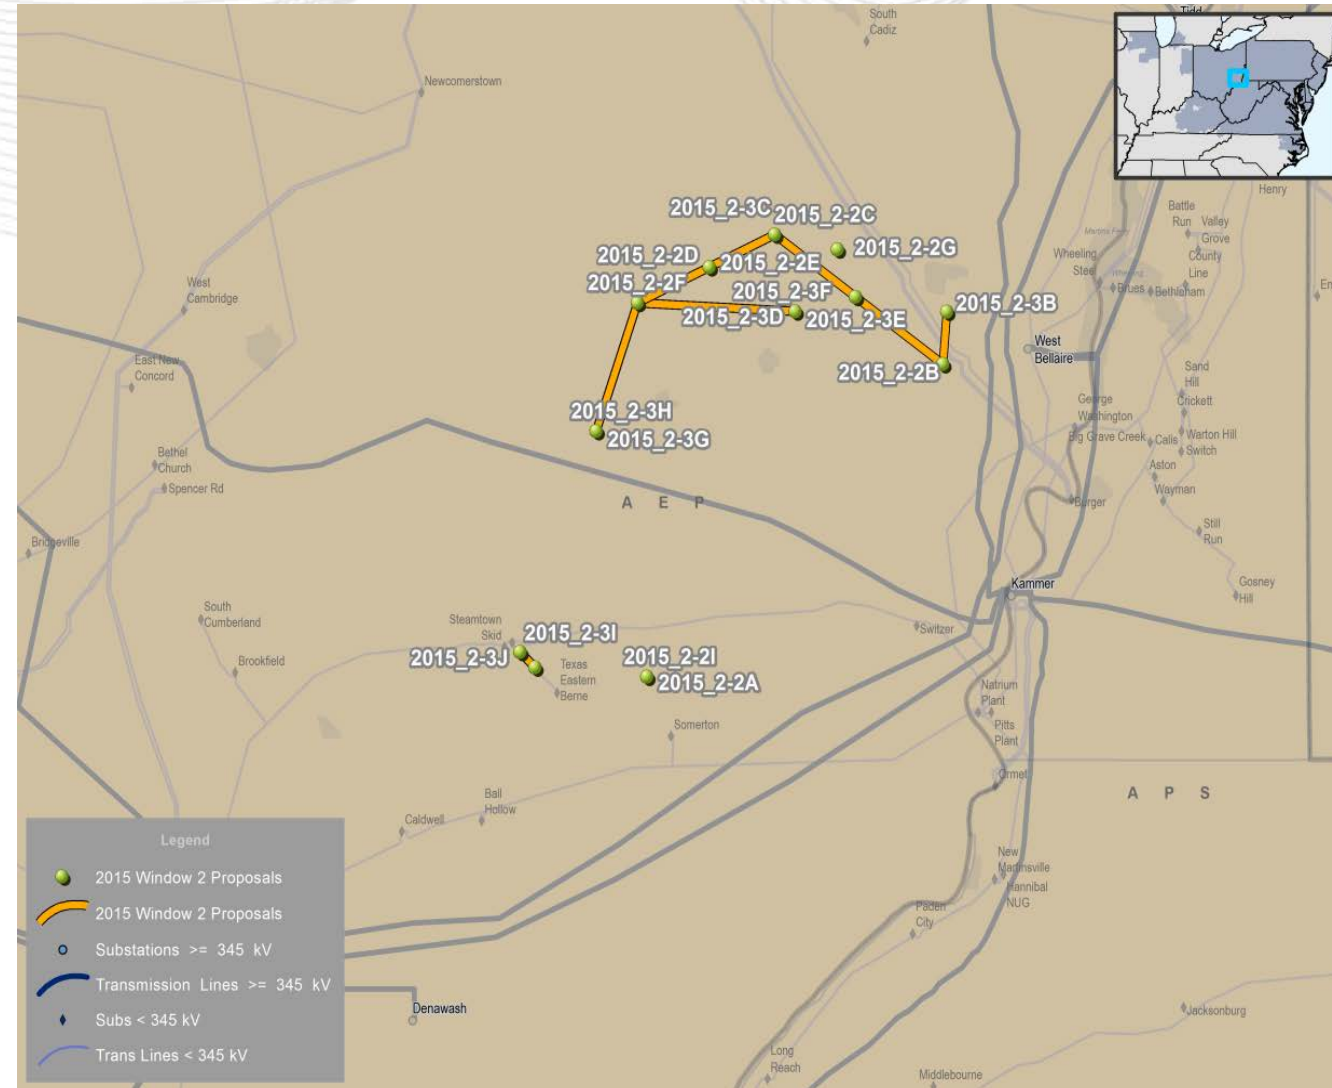 Tidd
South
Cadiz
Newcomerstown
Henry
2015_2-3C
2015_2-2C
2015_2-2G
2015_2-2D
2015_2-2E
2015_2-2F
2015_2-3F
2015_2-3D
2015_2-3E
2015_2-3B
2015_2-2B
2015_2-3H
2015_2-3G
Battle
Run
Valley
Grove
County
Line
Wheeling
Steel
Wheeling
Brues
Bethlehem
En
West
Cambridge
West
Bellaire
East New
Concord
Sand
Hill
Crickett
George
Washington
Big Grave Creek
Calis
Warton Hill
Switch
Aston
Wayman
Bethel
Church
Spencer Rd
A E P
Burger
Still
Run
Kammer
Gosney
Hill
South
Cumberland
Brookfield
Steamtown
Skid
2015_2-3I
2015_2-3J
Texas
Eastern
Berne
2015_2-2I
2015_2-2A
Switzer
Natrium
Plant
Pitts
Plant
Somerton
Ormet
A P S
Ball
Hollow
Caldwell
New
Martinsville
Hannibal
NUG
Paden
City
Legend
2015 Window 2 Proposals
2015 Window 2 Proposals
Substations >= 345 kV
Transmission Lines >= 345 kV
Subs < 345 kV
Trans Lines < 345 kV
Denawash
Jacksonburg
Long
Reach
Middlebourne